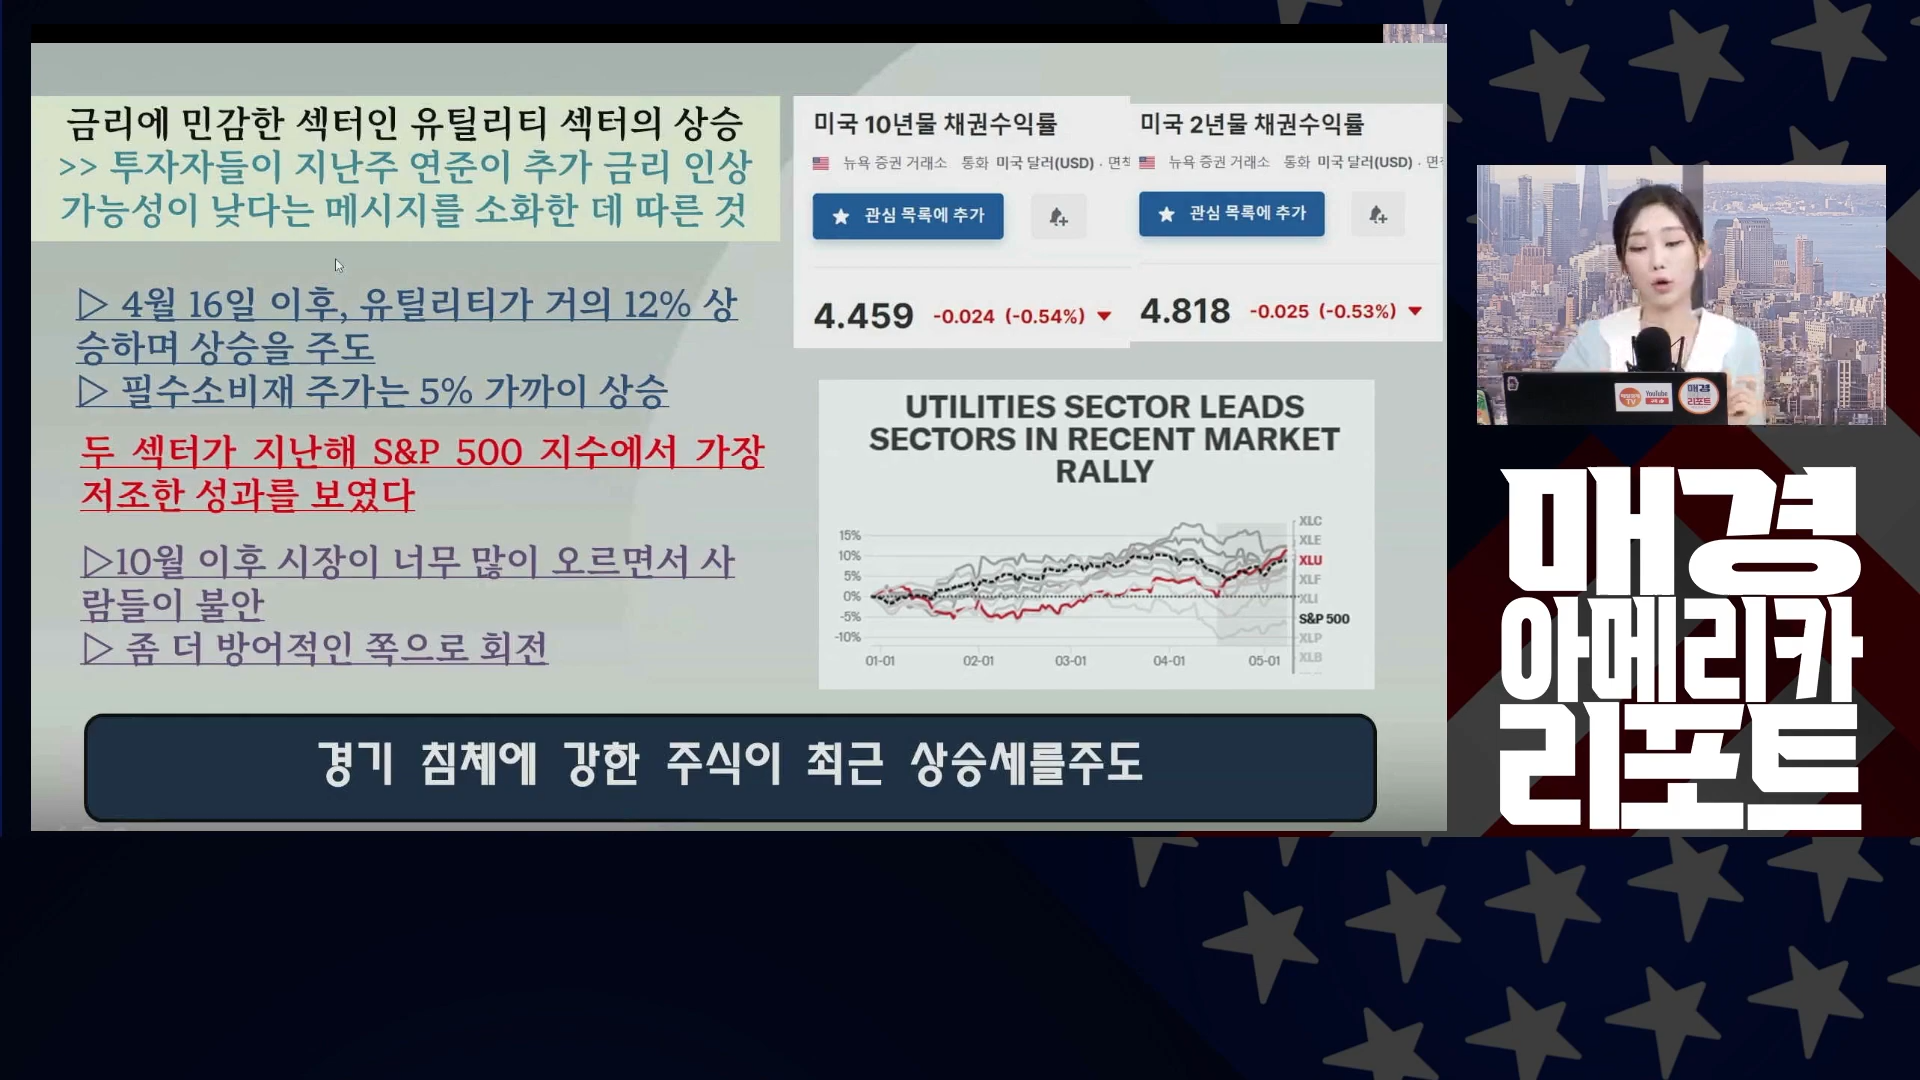 금리에 민감한 섹터인 유틸리티 섹터의 상승
>> 투자자들이 지난주 연준이 추가 금리 인상
가능성이 낮다는 메시지를 소화한 데 따른 것
▷ 4월 16일 이후, 유틸리티가 거의 12% 상
승하며 상승을 주도
▷ 필수소비재 주가는 5% 가까이 상승
두 섹터가 지난해 S&P 500 지수에서 가장
저조한 성과를 보였다
▷10월 이후 시장이 너무 많이 오르면서 사
람들이 불안
▷ 좀 더 방어적인 쪽으로 회전
미국 10년물 채권수익률
뉴욕 증권 거래소 통화 미국 달러(USD) · 면책
관심 목록에 추가
4.459 -0.024 (-0.54%) ▼
미국 2년물 채권수익률
뉴욕 증권 거래소 통화 미국 달러(USD) · 면
관심 목록에 추가
4.818 -0.025 (-0.53%) ▼
UTILITIES SECTOR LEADS
SECTORS IN RECENT MARKET
RALLY
15%
10%
5%
0%
-5%
-10%
01-01 02-01 03-01 04-01 05-01
XLC
XLE
XLU
XLF
XLI
S&P 500
XLP
XLB
경기 침체에 강한 주식이 최근 상승세를주도
YouTube
매경
리포트
매경
아메리카
리포트